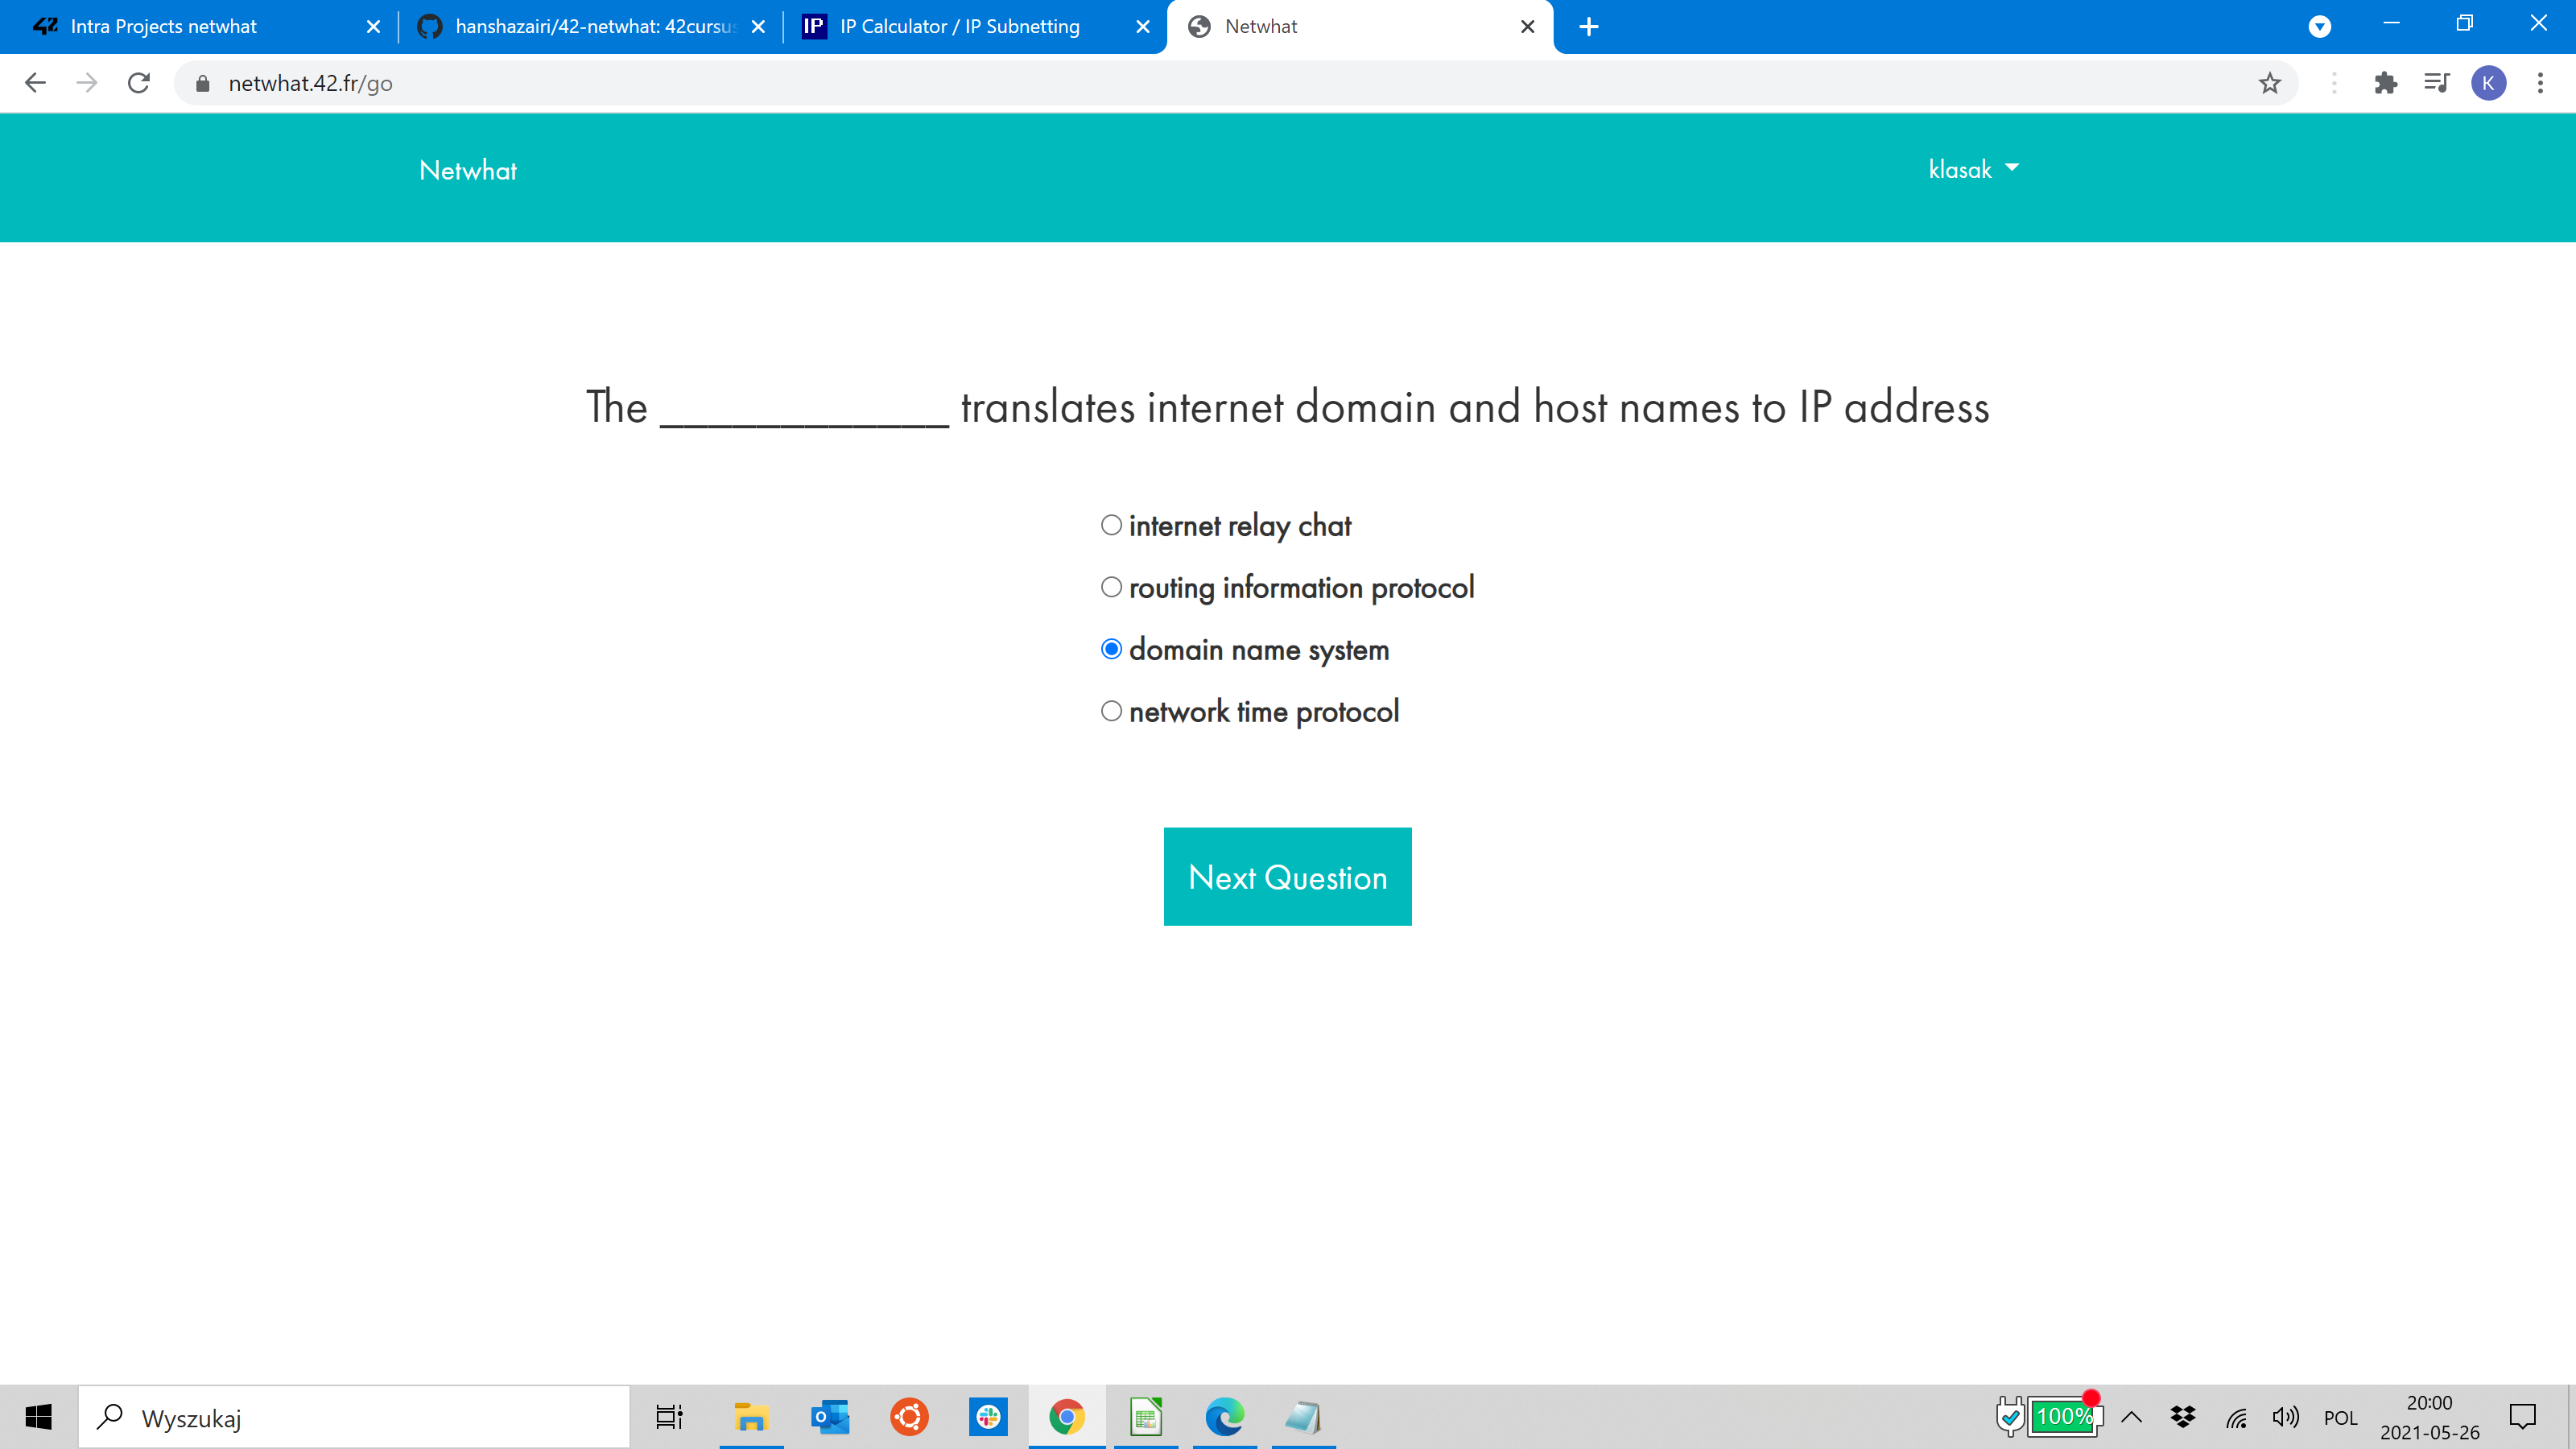 42 Intra Projects netwhat
hanshazairi/42-netwhat: 42cursus
IP IP Calculator / IP Subnetting
Netwhat
netwhat.42.fr/go
K
Netwhat
klasak
The ____________ translates internet domain and host names to IP address
internet relay chat
routing information protocol
domain name system
network time protocol
Next Question
Wyszukaj
100%
POL
20:00
2021-05-26